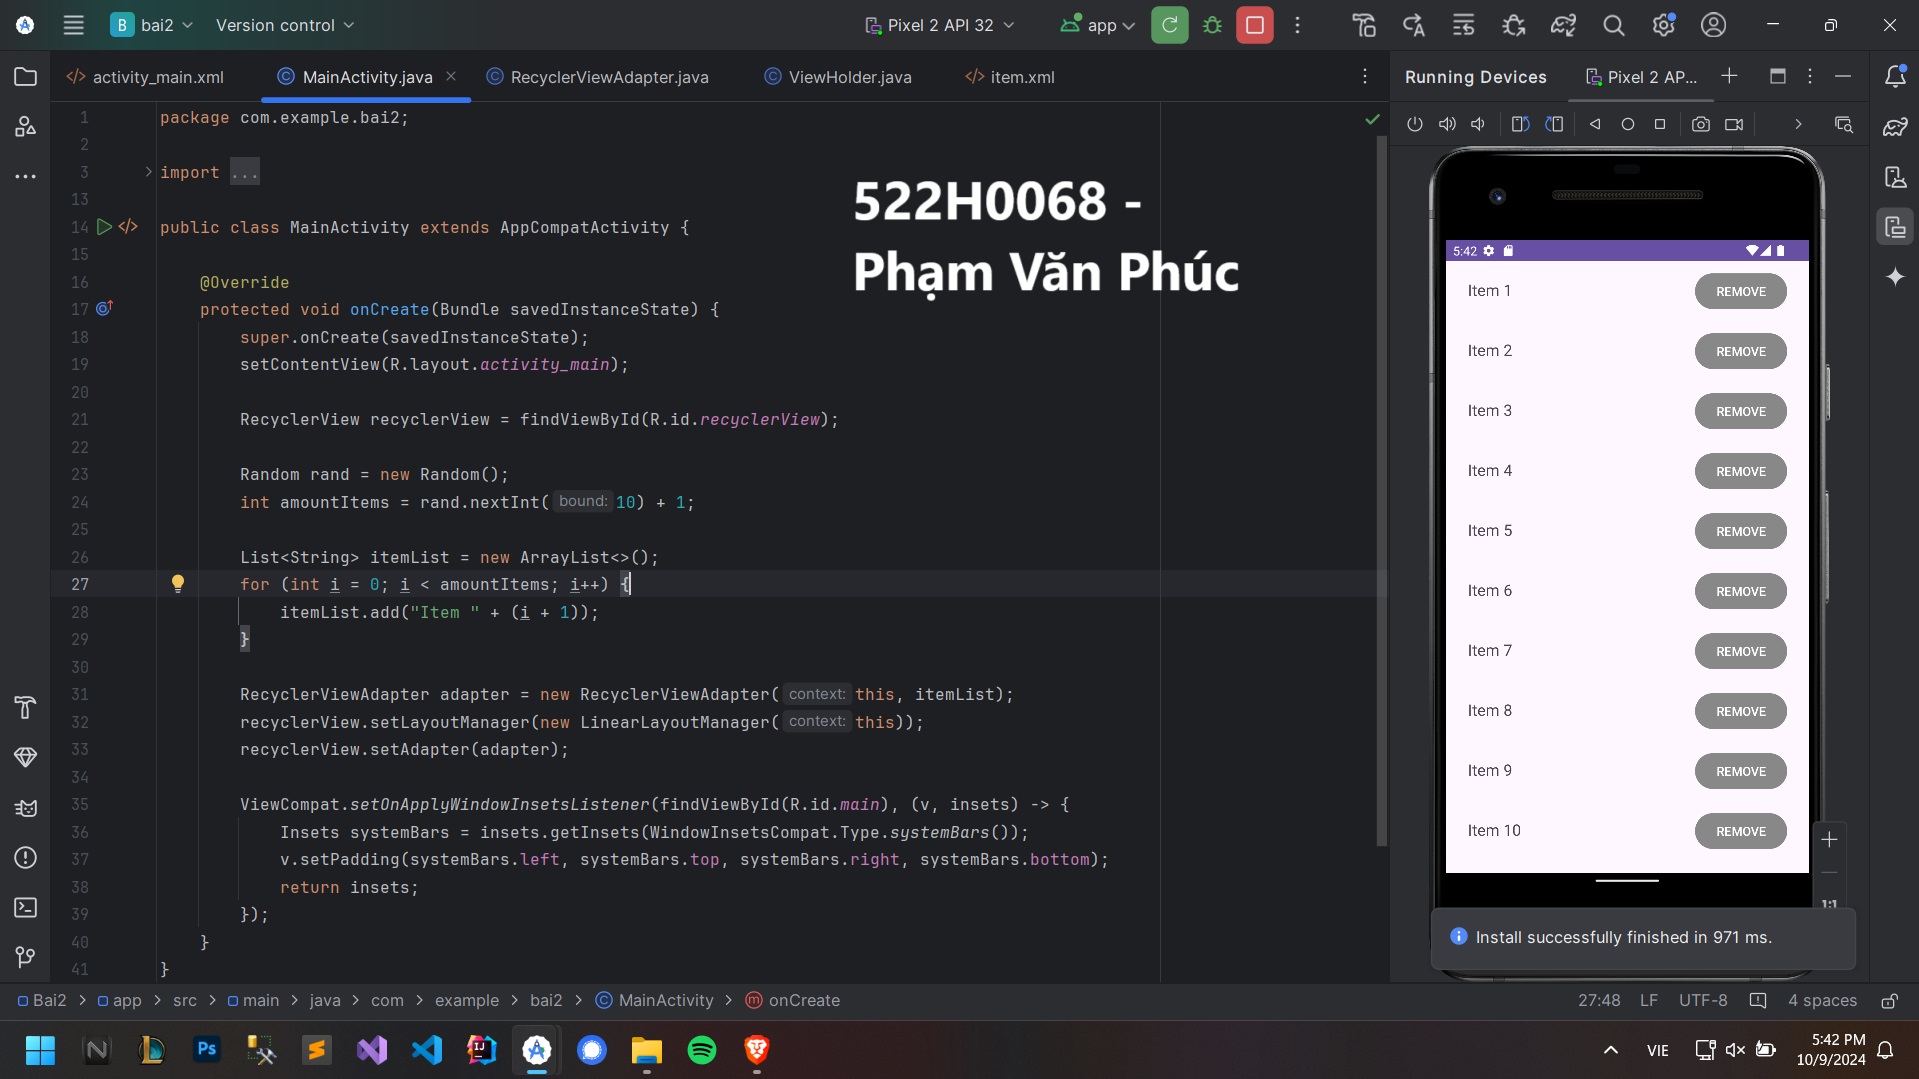 bai2
Version control
Pixel 2 API 32
app
activity_main.xml
MainActivity.java
RecyclerViewAdapter.java
ViewHolder.java
item.xml
Running Devices
Pixel 2 AP...
1 package com.example.bai2;
2
3 import ...
13
14 public class MainActivity extends AppCompatActivity {
15
16 @Override
17 protected void onCreate(Bundle savedInstanceState) {
18 super.onCreate(savedInstanceState);
19 setContentView(R.layout.activity_main);
20
21 RecyclerView recyclerView = findViewById(R.id.recyclerView);
22
23 Random rand = new Random();
24 int amountItems = rand.nextInt( bound: 10) + 1;
25
26 List<String> itemList = new ArrayList<>();
27 for (int i = 0; i < amountItems; i++) {
28 itemList.add("Item " + (i + 1));
29 }
30
31 RecyclerViewAdapter adapter = new RecyclerViewAdapter( context: this, itemList);
32 recyclerView.setLayoutManager(new LinearLayoutManager( context: this));
33 recyclerView.setAdapter(adapter);
34
35 ViewCompat.setOnApplyWindowInsetsListener(findViewById(R.id.main), (v, insets) -> {
36 Insets systemBars = insets.getInsets(WindowInsetsCompat.Type.systemBars());
37 v.setPadding(systemBars.left, systemBars.top, systemBars.right, systemBars.bottom);
38 return insets;
39 });
40 }
41 }
522H0068 -
Phạm Văn Phúc
5:42
Item 1 REMOVE
Item 2 REMOVE
Item 3 REMOVE
Item 4 REMOVE
Item 5 REMOVE
Item 6 REMOVE
Item 7 REMOVE
Item 8 REMOVE
Item 9 REMOVE
Item 10 REMOVE
1:1
Install successfully finished in 971 ms.
Bai2 > app > src > main > java > com > example > bai2 > MainActivity > onCreate
27:48 LF UTF-8 4 spaces
Ps
VIE
5:42 PM
10/9/2024